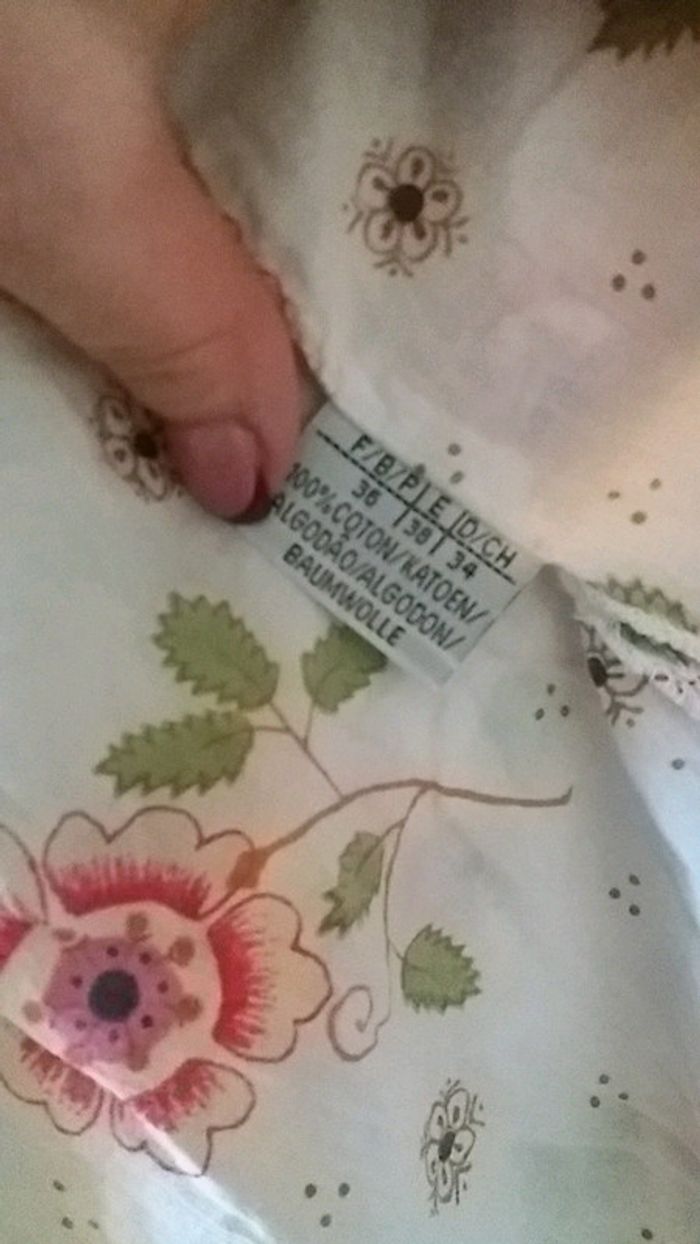 F/B/P | E | D/CH
36 | 38 | 34
100% COTON/KATOEN/
ALGODÃO/ALGODON/
BAUMWOLLE